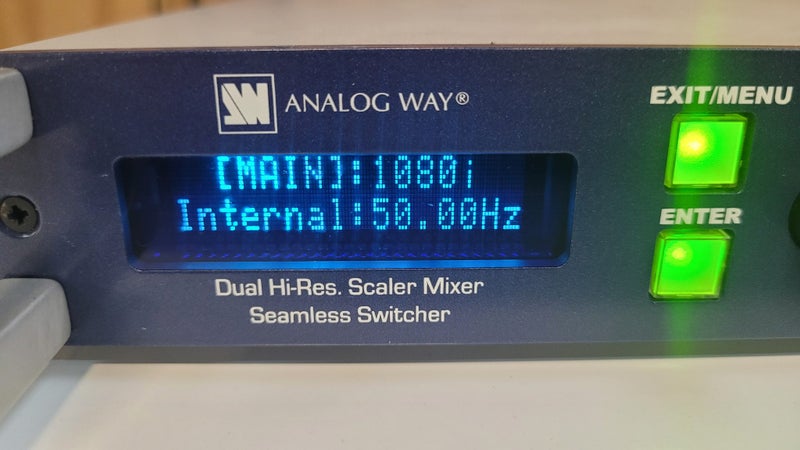 ANALOG WAY®
EXIT/MENU
[MAIN]:1080i
Internal:50.00Hz
ENTER
Dual Hi-Res. Scaler Mixer
Seamless Switcher